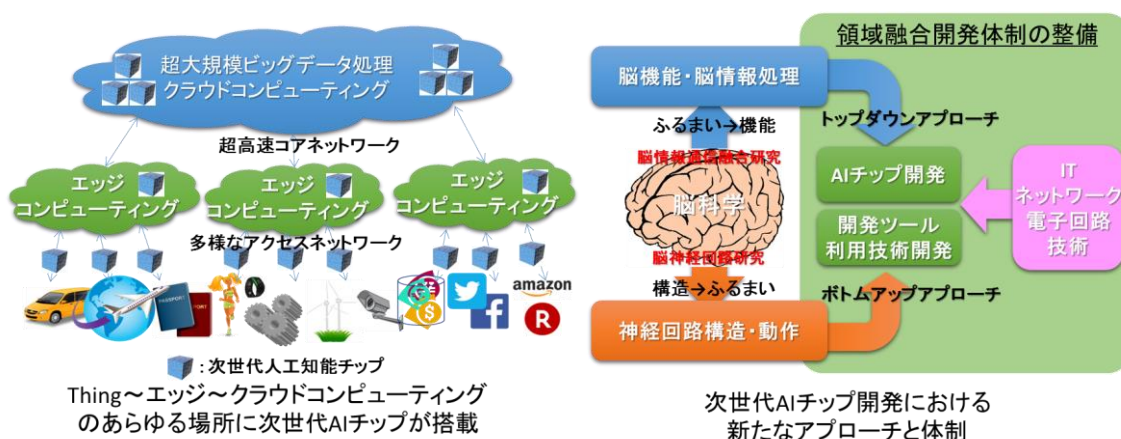 超大規模ビッグデータ処理
クラウドコンピューティング
超高速コアネットワーク
エッジ
コンピューティング
エッジ
コンピューティング
エッジ
コンピューティング
多様なアクセスネットワーク
PASSPORT
PORT
amazon
R
:次世代人工知能チップ
Thing～エッジ～クラウドコンピューティング
のあらゆる場所に次世代AIチップが搭載
領域融合開発体制の整備
脳機能・脳情報処理
ふるまい→機能
トップダウンアプローチ
脳情報通信融合研究
脳科学
脳神経回路研究
AIチップ開発
開発ツール
利用技術開発
IT
ネットワーク
電子回路
技術
構造→ふるまい
ボトムアップアプローチ
神経回路構造・動作
次世代AIチップ開発における
新たなアプローチと体制